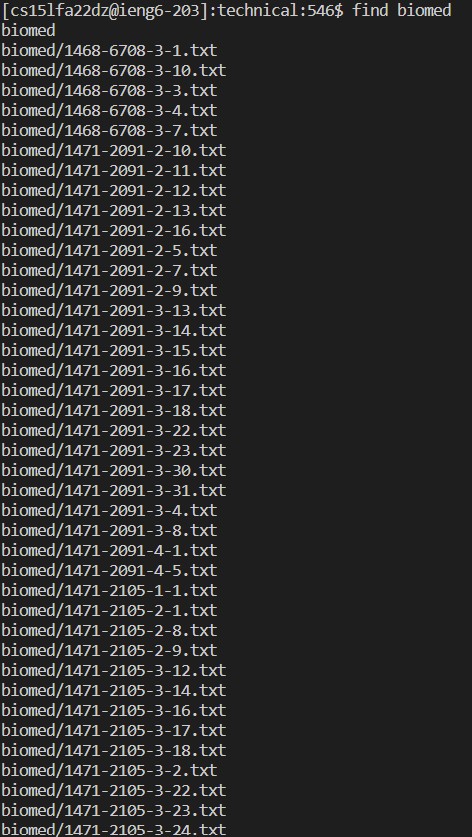 [cs15lfa22dz@ieng6-203]:technical:546$ find biomed
biomed
biomed/1468-6708-3-1.txt
biomed/1468-6708-3-10.txt
biomed/1468-6708-3-3.txt
biomed/1468-6708-3-4.txt
biomed/1468-6708-3-7.txt
biomed/1471-2091-2-10.txt
biomed/1471-2091-2-11.txt
biomed/1471-2091-2-12.txt
biomed/1471-2091-2-13.txt
biomed/1471-2091-2-16.txt
biomed/1471-2091-2-5.txt
biomed/1471-2091-2-7.txt
biomed/1471-2091-2-9.txt
biomed/1471-2091-3-13.txt
biomed/1471-2091-3-14.txt
biomed/1471-2091-3-15.txt
biomed/1471-2091-3-16.txt
biomed/1471-2091-3-17.txt
biomed/1471-2091-3-18.txt
biomed/1471-2091-3-22.txt
biomed/1471-2091-3-23.txt
biomed/1471-2091-3-30.txt
biomed/1471-2091-3-31.txt
biomed/1471-2091-3-4.txt
biomed/1471-2091-3-8.txt
biomed/1471-2091-4-1.txt
biomed/1471-2091-4-5.txt
biomed/1471-2105-1-1.txt
biomed/1471-2105-2-1.txt
biomed/1471-2105-2-8.txt
biomed/1471-2105-2-9.txt
biomed/1471-2105-3-12.txt
biomed/1471-2105-3-14.txt
biomed/1471-2105-3-16.txt
biomed/1471-2105-3-17.txt
biomed/1471-2105-3-18.txt
biomed/1471-2105-3-2.txt
biomed/1471-2105-3-22.txt
biomed/1471-2105-3-23.txt
biomed/1471-2105-3-24.txt